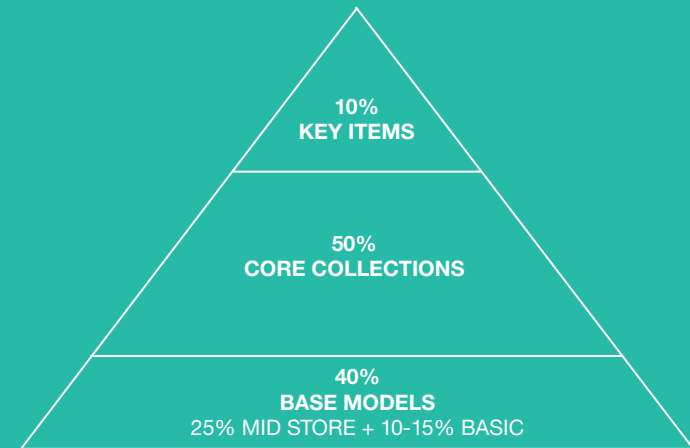 10%
KEY ITEMS
50%
CORE COLLECTIONS
40%
BASE MODELS
25% MID STORE + 10-15% BASIC